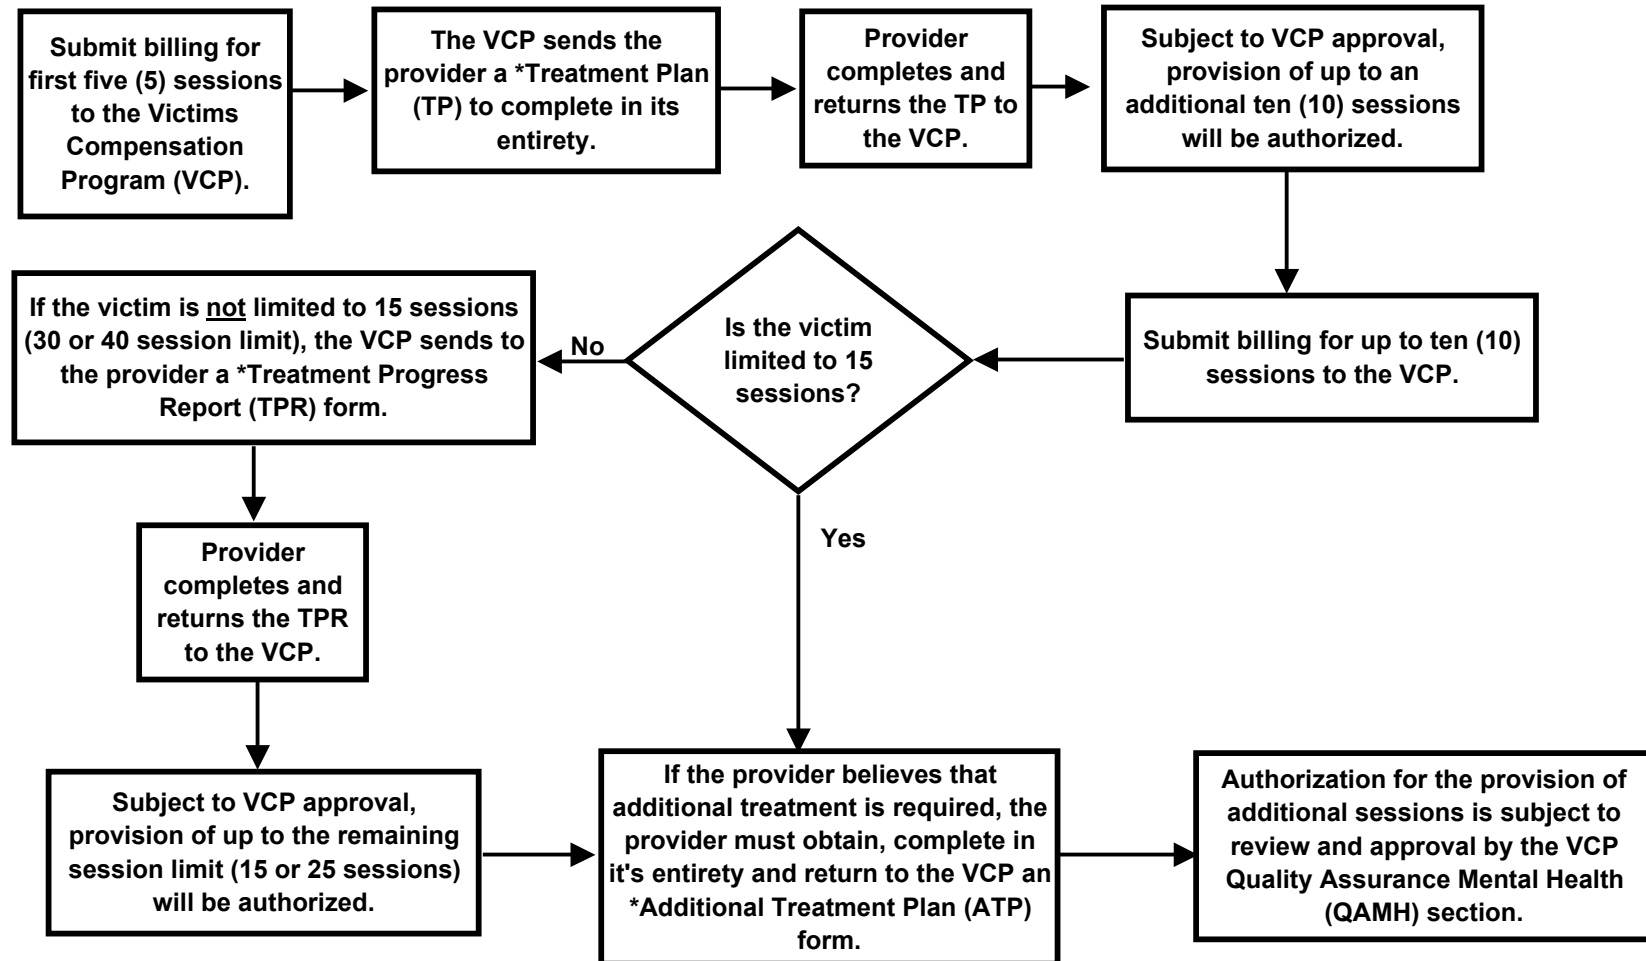 Submit billing for
first five (5) sessions
to the Victims
Compensation
Program (VCP).
The VCP sends the
provider a *Treatment Plan
(TP) to complete in its
entirety.
Provider
completes and
returns the TP to
the VCP.
Subject to VCP approval,
provision of up to an
additional ten (10) sessions
will be authorized.
Submit billing for up to ten (10)
sessions to the VCP.
Is the victim
limited to 15
sessions?
No
If the victim is not limited to 15 sessions
(30 or 40 session limit), the VCP sends to
the provider a *Treatment Progress
Report (TPR) form.
Provider
completes and
returns the TPR
to the VCP.
Subject to VCP approval,
provision of up to the remaining
session limit (15 or 25 sessions)
will be authorized.
Yes
If the provider believes that
additional treatment is required, the
provider must obtain, complete in
it's entirety and return to the VCP an
*Additional Treatment Plan (ATP)
form.
Authorization for the provision of
additional sessions is subject to
review and approval by the VCP
Quality Assurance Mental Health
(QAMH) section.